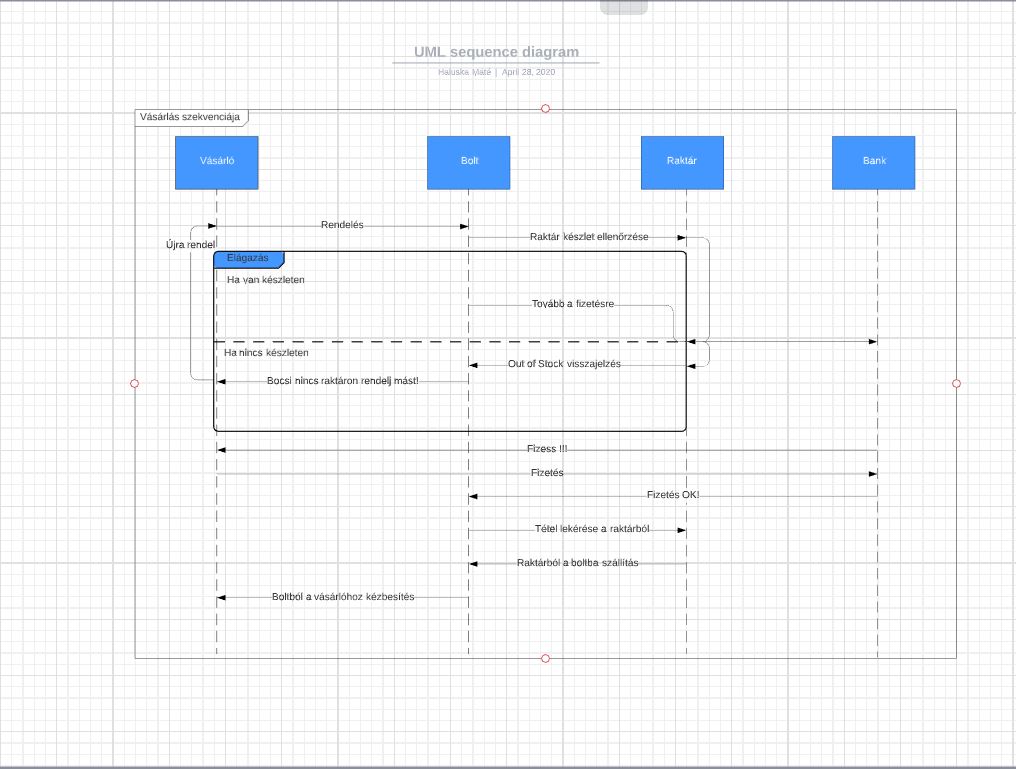 UML sequence diagram
Haluska Máté | April 28, 2020
Vásárlás szekvenciája
Vásárló
Bolt
Raktár
Bank
Rendelés
Raktár készlet ellenőrzése
Újra rendel
Elágazás
Ha van készleten
Tovább a fizetésre
Ha nincs készleten
Out of Stock visszajelzés
Bocsi nincs raktáron rendelj mást!
Fizess !!!
Fizetés
Fizetés OK!
Tétel lekérése a raktárból
Raktárból a boltba szállítás
Boltból a vásárlóhoz kézbesítés